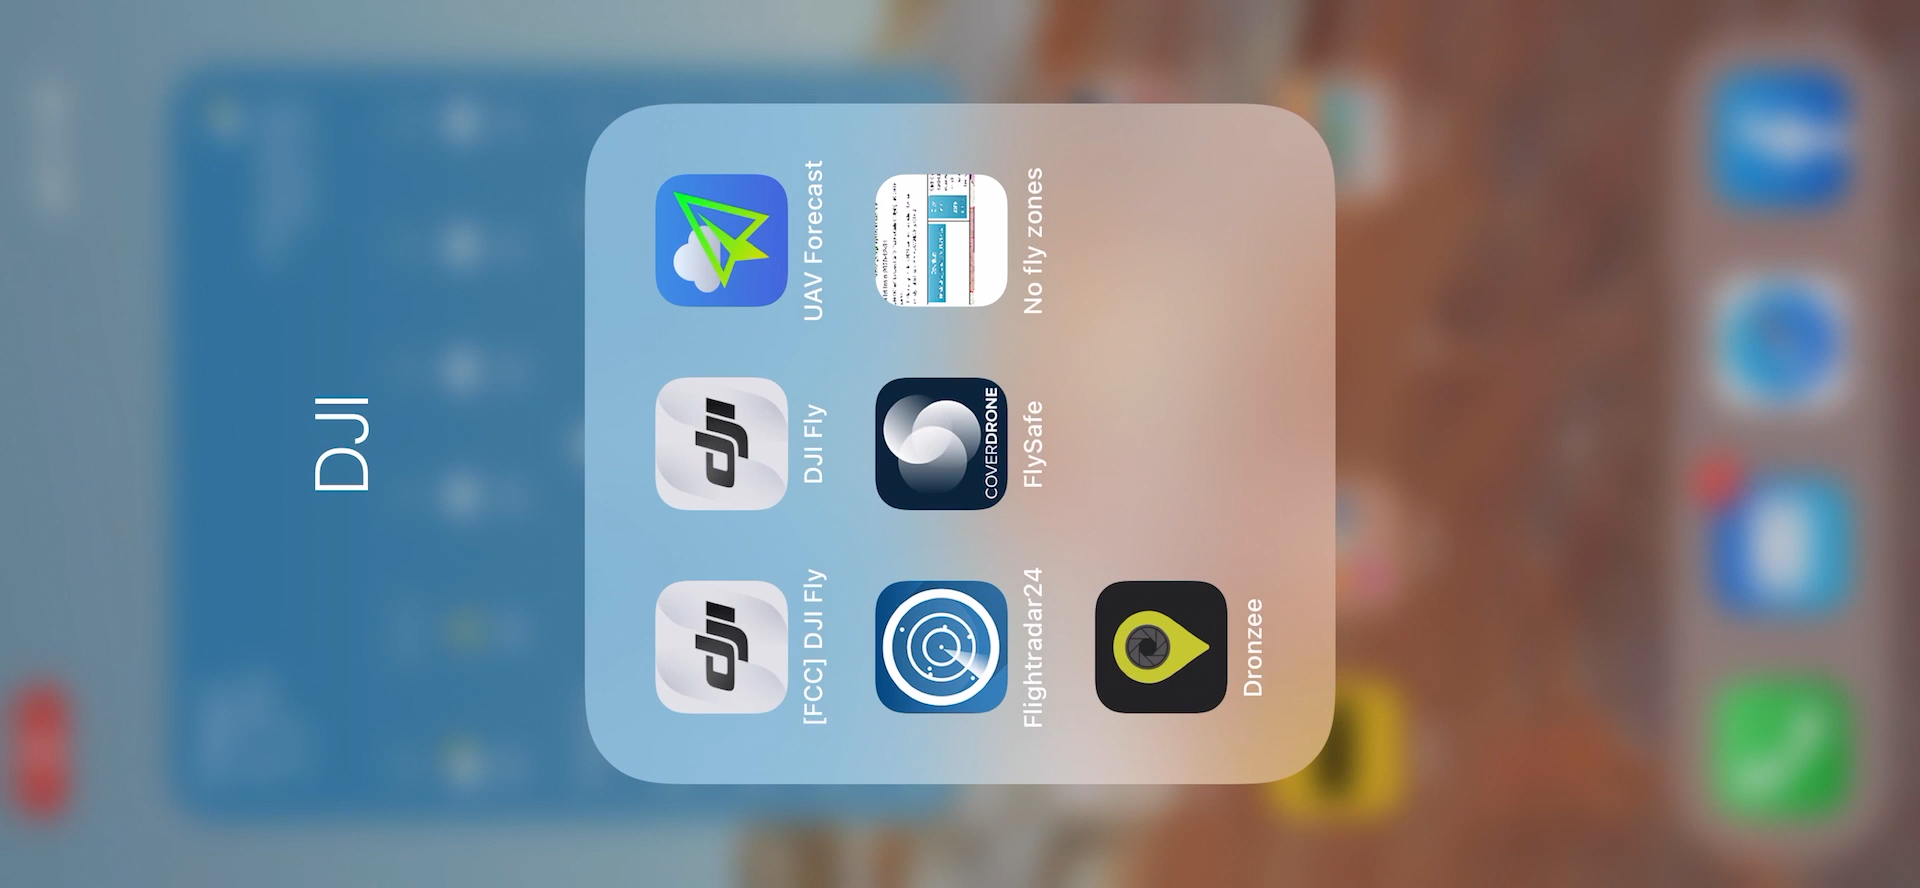 DJI
[FCC] DJI Fly
DJI Fly
UAV Forecast
Flightradar24
COVERDRONE
FlySafe
No fly zones
Dronzee